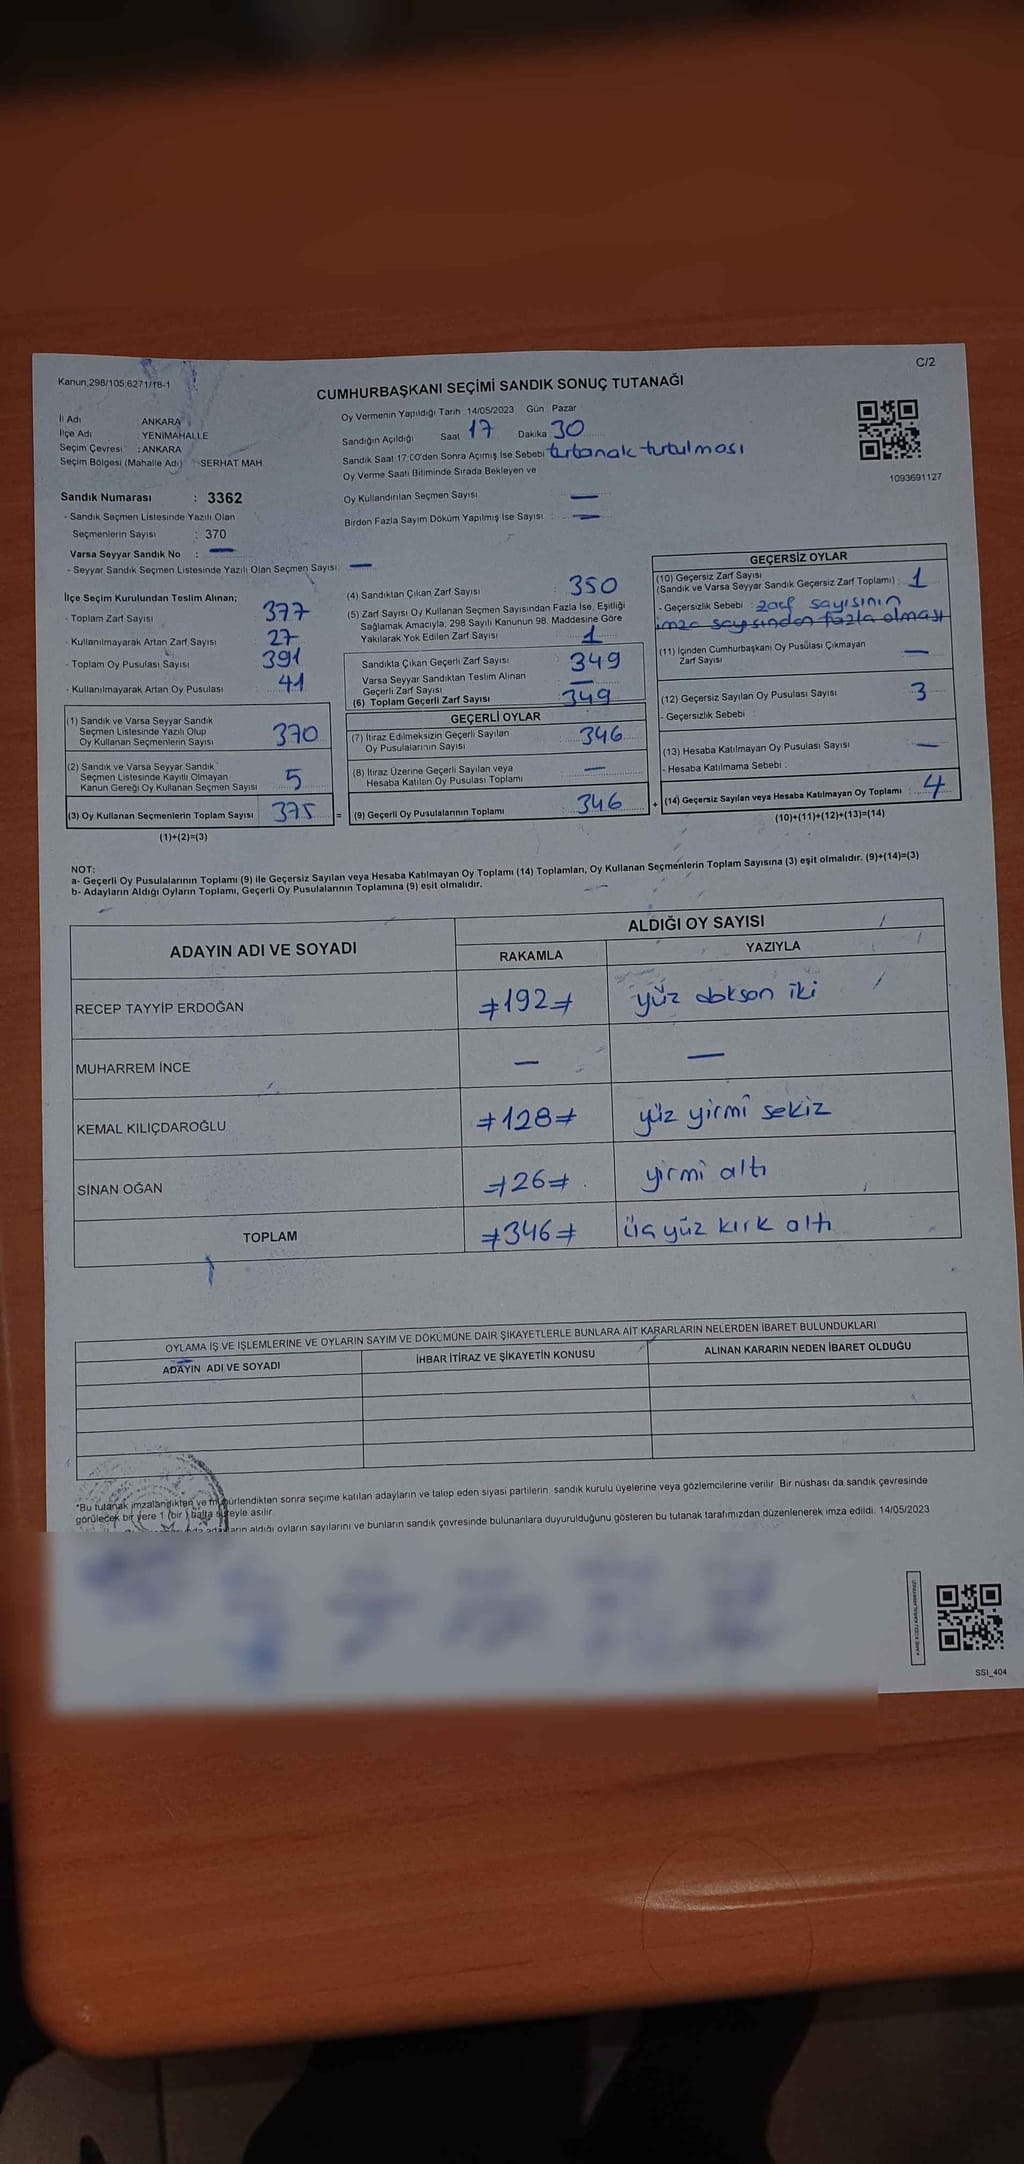 Kanun:298/105;6271/18-1
C/2
CUMHURBAŞKANI SEÇİMİ SANDIK SONUÇ TUTANAĞI
İl Adı : ANKARA
İlçe Adı : YENİMAHALLE
Seçim Çevresi : ANKARA
Seçim Bölgesi (Mahalle Adı) : SERHAT MAH
Oy Vermenin Yapıldığı Tarih 14/05/2023 Gün : Pazar
Sandığın Açıldığı Saat 17 Dakika 30
Sandık Saat 17:00'den Sonra Açımış İse Sebebi tutanak tutulması
Oy Verme Saati Bitiminde Sırada Bekleyen ve
Oy Kullandırılan Seçmen Sayısı : —
Birden Fazla Sayım Döküm Yapılmış İse Sayısı : —
1093691127
Sandık Numarası : 3362
- Sandık Seçmen Listesinde Yazılı Olan
Seçmenlerin Sayısı : 370
Varsa Seyyar Sandık No : —
- Seyyar Sandık Seçmen Listesinde Yazılı Olan Seçmen Sayısı: —
İlçe Seçim Kurulundan Teslim Alınan;
- Toplam Zarf Sayısı 377
- Kullanılmayarak Artan Zarf Sayısı 27
- Toplam Oy Pusulası Sayısı 391
- Kullanılmayarak Artan Oy Pusulası 41
(1) Sandık ve Varsa Seyyar Sandık
Seçmen Listesinde Yazılı Olup
Oy Kullanan Seçmenlerin Sayısı 370
(2) Sandık ve Varsa Seyyar Sandık
Seçmen Listesinde Kayıtlı Olmayan
Kanun Gereği Oy Kullanan Seçmen Sayısı 5
(3) Oy Kullanan Seçmenlerin Toplam Sayısı 375 =
(1)+(2)=(3)
(4) Sandıktan Çıkan Zarf Sayısı : 350
(5) Zarf Sayısı Oy Kullanan Seçmen Sayısından Fazla İse, Eşitliği
Sağlamak Amacıyla, 298 Sayılı Kanunun 98. Maddesine Göre
Yakılarak Yok Edilen Zarf Sayısı 1
Sandıkta Çıkan Geçerli Zarf Sayısı : 349
Varsa Seyyar Sandıktan Teslim Alınan
Geçerli Zarf Sayısı —
(6) Toplam Geçerli Zarf Sayısı 349
GEÇERLİ OYLAR
(7) İtiraz Edilmeksizin Geçerli Sayılan
Oy Pusulalarının Sayısı : 346
(8) İtiraz Üzerine Geçerli Sayılan veya
Hesaba Katılan Oy Pusulası Toplamı —
(9) Geçerli Oy Pusulalarının Toplamı 346 +
GEÇERSİZ OYLAR
(10) Geçersiz Zarf Sayısı
(Sandık ve Varsa Seyyar Sandık Geçersiz Zarf Toplamı) : 1
- Geçersizlik Sebebi : zarf sayısının
imza sayısından fazla olması
(11) İçinden Cumhurbaşkanı Oy Pusulası Çıkmayan
Zarf Sayısı —
(12) Geçersiz Sayılan Oy Pusulası Sayısı 3
- Geçersizlik Sebebi :
(13) Hesaba Katılmayan Oy Pusulası Sayısı —
- Hesaba Katılmama Sebebi :
(14) Geçersiz Sayılan veya Hesaba Katılmayan Oy Toplamı : 4
(10)+(11)+(12)+(13)=(14)
NOT:
a- Geçerli Oy Pusulalarının Toplamı (9) ile Geçersiz Sayılan veya Hesaba Katılmayan Oy Toplamı (14) Toplamları, Oy Kullanan Seçmenlerin Toplam Sayısına (3) eşit olmalıdır. (9)+(14)=(3)
b- Adayların Aldığı Oyların Toplamı, Geçerli Oy Pusulalarının Toplamına (9) eşit olmalıdır.
ADAYIN ADI VE SOYADI
ALDIĞI OY SAYISI
RAKAMLA YAZIYLA
RECEP TAYYİP ERDOĞAN ≠192≠ yüz doksan iki
MUHARREM İNCE — —
KEMAL KILIÇDAROĞLU ≠128≠ yüz yirmi sekiz
SİNAN OĞAN ≠26≠ yirmi altı
TOPLAM ≠346≠ üç yüz kırk altı
OYLAMA İŞ VE İŞLEMLERİNE VE OYLARIN SAYIM VE DÖKÜMÜNE DAİR ŞİKAYETLERLE BUNLARA AİT KARARLARIN NELERDEN İBARET BULUNDUKLARI
ADAYIN ADI VE SOYADI İHBAR İTİRAZ VE ŞİKAYETİN KONUSU ALINAN KARARIN NEDEN İBARET OLDUĞU
*Bu tutanak imzalandıktan ve mühürlendikten sonra seçime katılan adayların ve talep eden siyasi partilerin sandık kurulu üyelerine veya gözlemcilerine verilir. Bir nüshası da sandık çevresinde
görülecek bir yere 1 (bir) hafta süreyle asılır.
aldığı oyların sayılarını ve bunların sandık çevresinde bulunanlara duyurulduğunu gösteren bu tutanak tarafımızdan düzenlenerek imza edildi. 14/05/2023
SSI_404